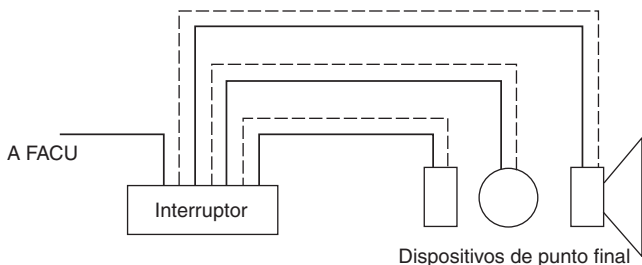 A FACU
Interruptor
Dispositivos de punto final